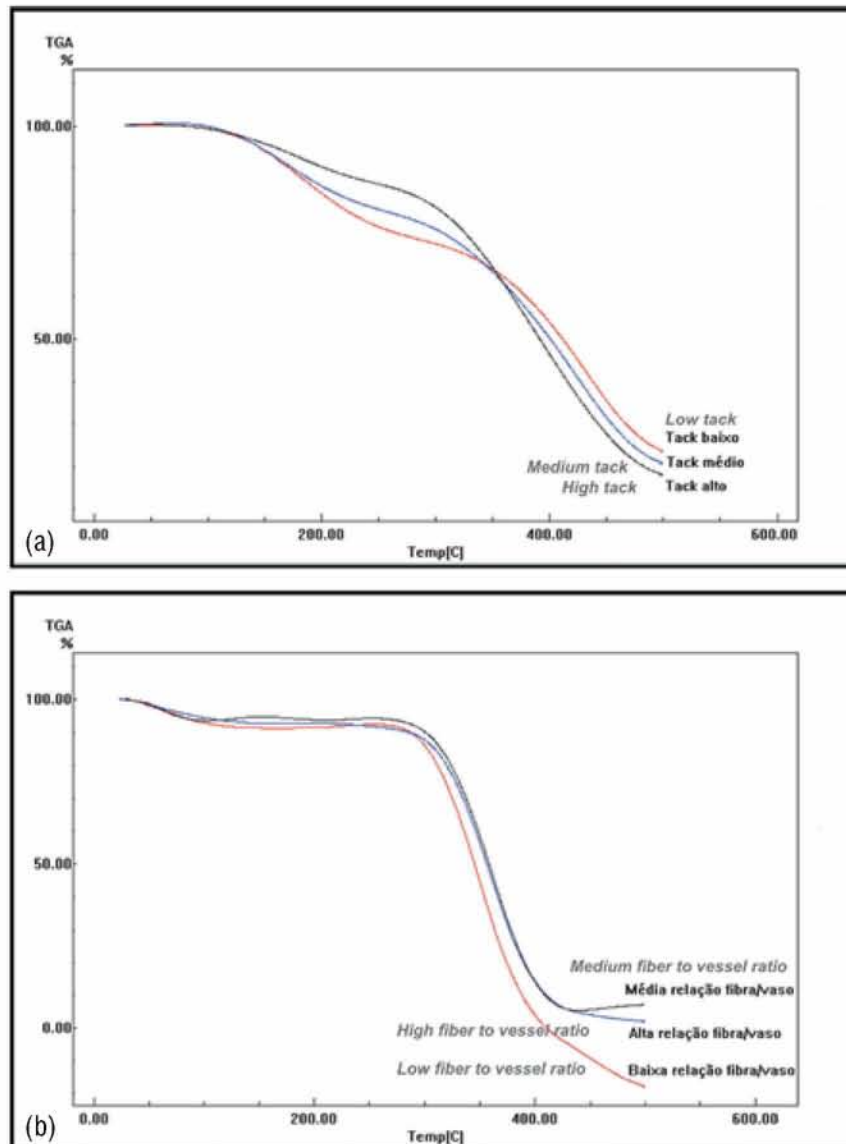 TGA
%
100.00
50.00
Low tack
Tack baixo
Medium tack Tack médio
High tack Tack alto
0.00 200.00 400.00 600.00
Temp[C]
(a)
TGA
%
100.00
50.00
0.00
Medium fiber to vessel ratio
Média relação fibra/vaso
High fiber to vessel ratio Alta relação fibra/vaso
Low fiber to vessel ratio Baixa relação fibra/vaso
0.00 200.00 400.00 600.00
Temp[C]
(b)